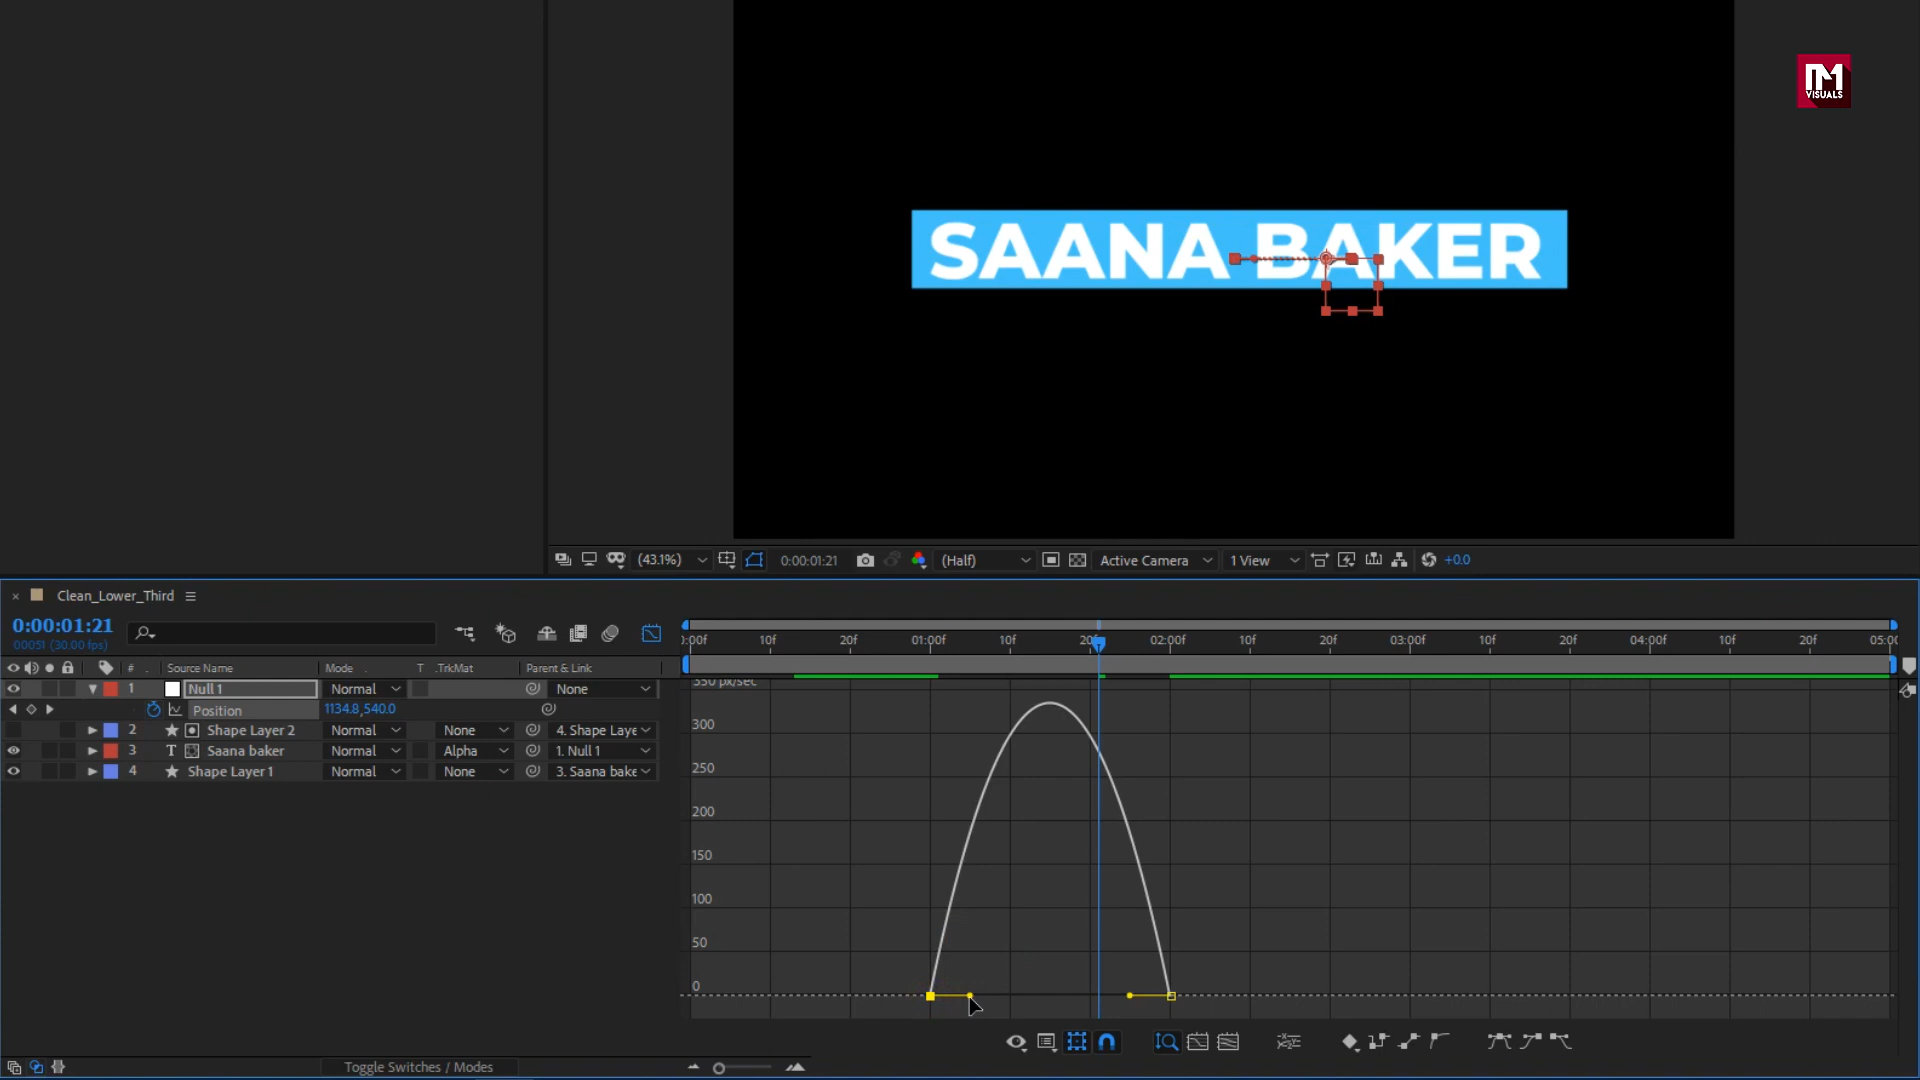 M
VISUALS
SAANA BAKER
(43.1%) 0:00:01:21 (Half) Active Camera 1 View +0.0
× Clean_Lower_Third
0:00:01:21
00051 (30.00 fps)
:00f 10f 20f 01:00f 10f 20 02:00f 10f 20f 03:00f 10f 20f 04:00f 10f 20f 05:00
# . Source Name Mode . T .TrkMat Parent & Link
1 Null 1 Normal None
Position 1134.8,540.0
2 Shape Layer 2 Normal None 4. Shape Laye
3 T Saana baker Normal Alpha 1. Null 1
4 Shape Layer 1 Normal None 3. Saana bake
350 px/sec
300
250
200
150
100
50
0
Toggle Switches / Modes